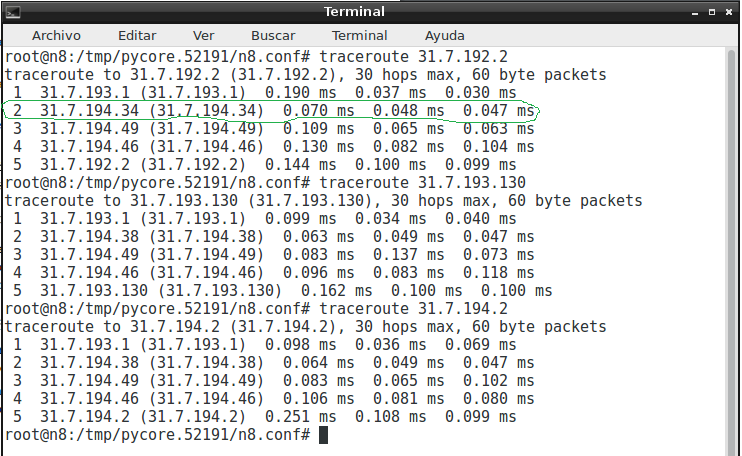 Terminal
Archivo Editar Ver Buscar Terminal Ayuda
root@n8:/tmp/pycore.52191/n8.conf# traceroute 31.7.192.2
traceroute to 31.7.192.2 (31.7.192.2), 30 hops max, 60 byte packets
1 31.7.193.1 (31.7.193.1) 0.190 ms 0.037 ms 0.030 ms
2 31.7.194.34 (31.7.194.34) 0.070 ms 0.048 ms 0.047 ms
3 31.7.194.49 (31.7.194.49) 0.109 ms 0.065 ms 0.063 ms
4 31.7.194.46 (31.7.194.46) 0.130 ms 0.082 ms 0.104 ms
5 31.7.192.2 (31.7.192.2) 0.144 ms 0.100 ms 0.099 ms
root@n8:/tmp/pycore.52191/n8.conf# traceroute 31.7.193.130
traceroute to 31.7.193.130 (31.7.193.130), 30 hops max, 60 byte packets
1 31.7.193.1 (31.7.193.1) 0.099 ms 0.034 ms 0.040 ms
2 31.7.194.38 (31.7.194.38) 0.063 ms 0.049 ms 0.047 ms
3 31.7.194.49 (31.7.194.49) 0.083 ms 0.137 ms 0.073 ms
4 31.7.194.46 (31.7.194.46) 0.096 ms 0.083 ms 0.118 ms
5 31.7.193.130 (31.7.193.130) 0.162 ms 0.100 ms 0.100 ms
root@n8:/tmp/pycore.52191/n8.conf# traceroute 31.7.194.2
traceroute to 31.7.194.2 (31.7.194.2), 30 hops max, 60 byte packets
1 31.7.193.1 (31.7.193.1) 0.098 ms 0.036 ms 0.069 ms
2 31.7.194.38 (31.7.194.38) 0.064 ms 0.049 ms 0.047 ms
3 31.7.194.49 (31.7.194.49) 0.083 ms 0.065 ms 0.102 ms
4 31.7.194.46 (31.7.194.46) 0.106 ms 0.081 ms 0.080 ms
5 31.7.194.2 (31.7.194.2) 0.251 ms 0.108 ms 0.099 ms
root@n8:/tmp/pycore.52191/n8.conf#